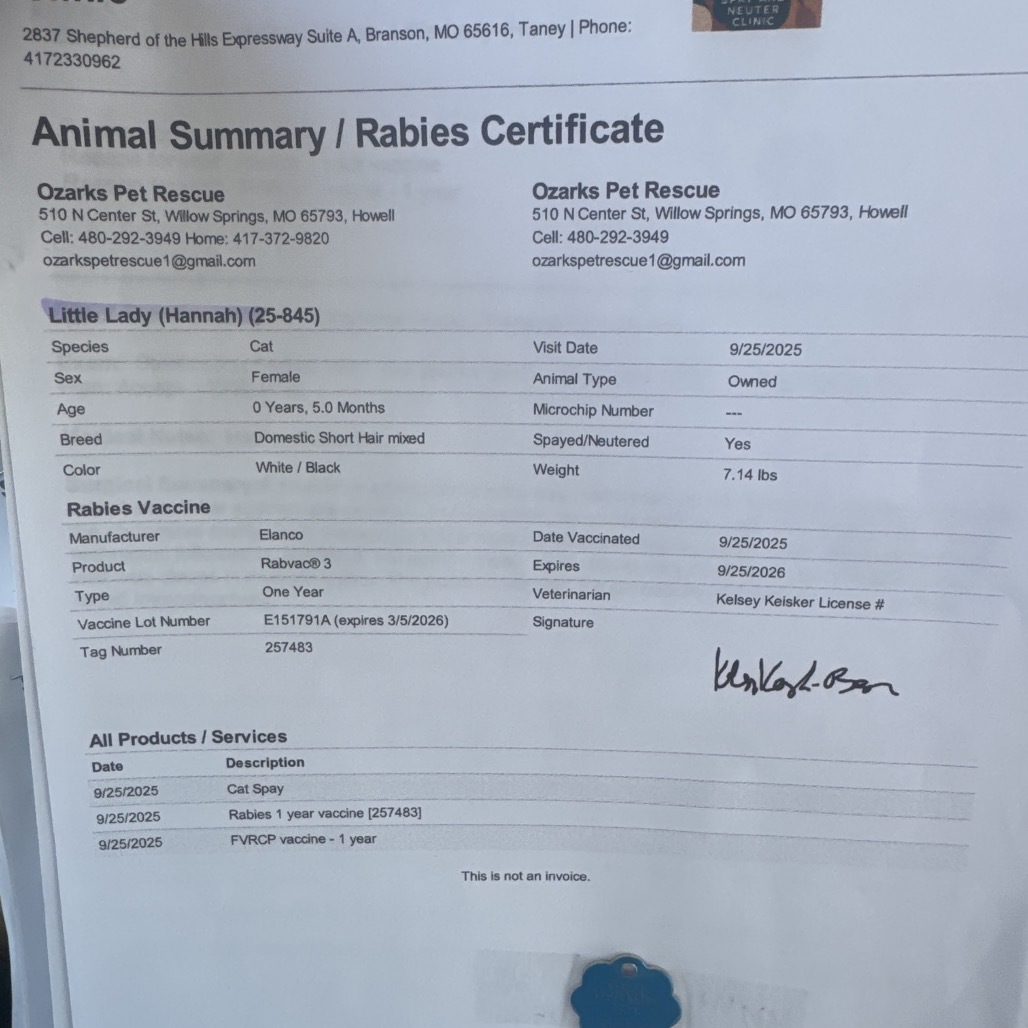 NEUTER
CLINIC
2837 Shepherd of the Hills Expressway Suite A, Branson, MO 65616, Taney | Phone:
4172330962
Animal Summary / Rabies Certificate
Ozarks Pet Rescue
510 N Center St, Willow Springs, MO 65793, Howell
Cell: 480-292-3949 Home: 417-372-9820
ozarkspetrescue1@gmail.com
Ozarks Pet Rescue
510 N Center St, Willow Springs, MO 65793, Howell
Cell: 480-292-3949
ozarkspetrescue1@gmail.com
Little Lady (Hannah) (25-845)
Species Cat Visit Date 9/25/2025
Sex Female Animal Type Owned
Age 0 Years, 5.0 Months Microchip Number ---
Breed Domestic Short Hair mixed Spayed/Neutered Yes
Color White / Black Weight 7.14 lbs
Rabies Vaccine
Manufacturer Elanco Date Vaccinated 9/25/2025
Product Rabvac® 3 Expires 9/25/2026
Type One Year Veterinarian Kelsey Keisker License #
Vaccine Lot Number E151791A (expires 3/5/2026) Signature
Tag Number 257483
All Products / Services
Date Description
9/25/2025 Cat Spay
9/25/2025 Rabies 1 year vaccine [257483]
9/25/2025 FVRCP vaccine - 1 year
This is not an invoice.